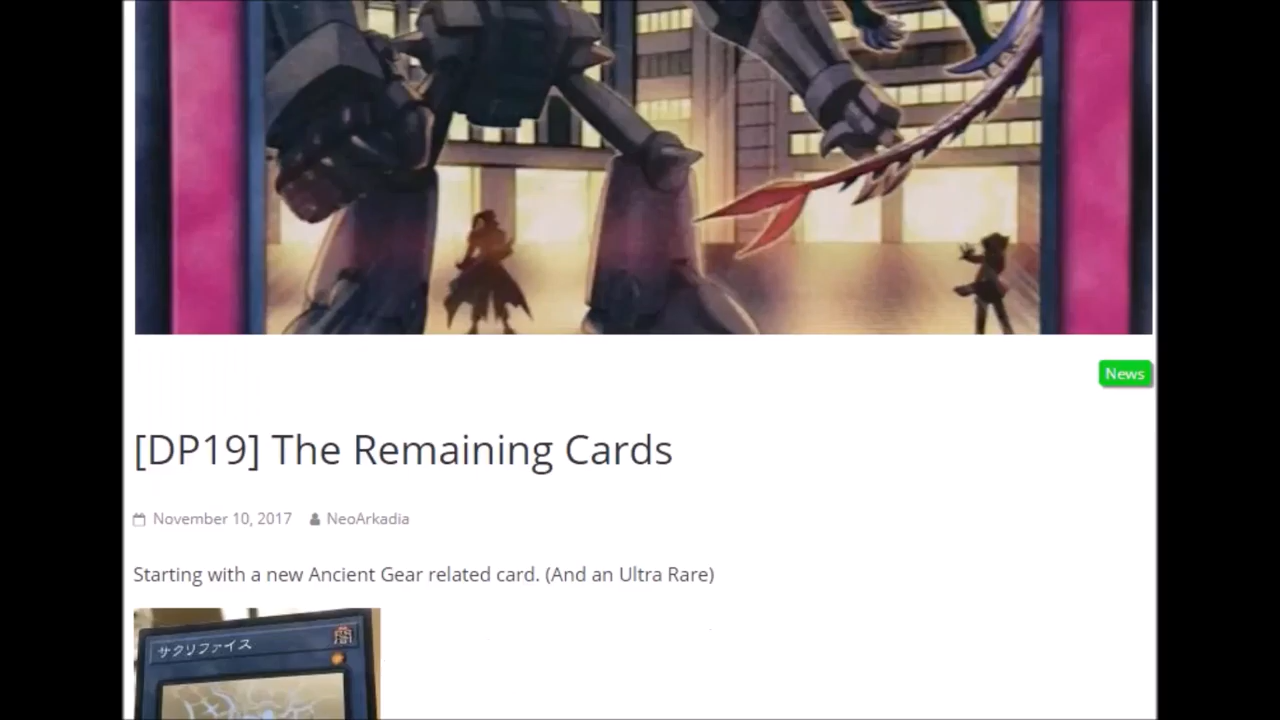 News
[DP19] The Remaining Cards
November 10, 2017 NeoArkadia
Starting with a new Ancient Gear related card. (And an Ultra Rare)
サクリファイス
闇